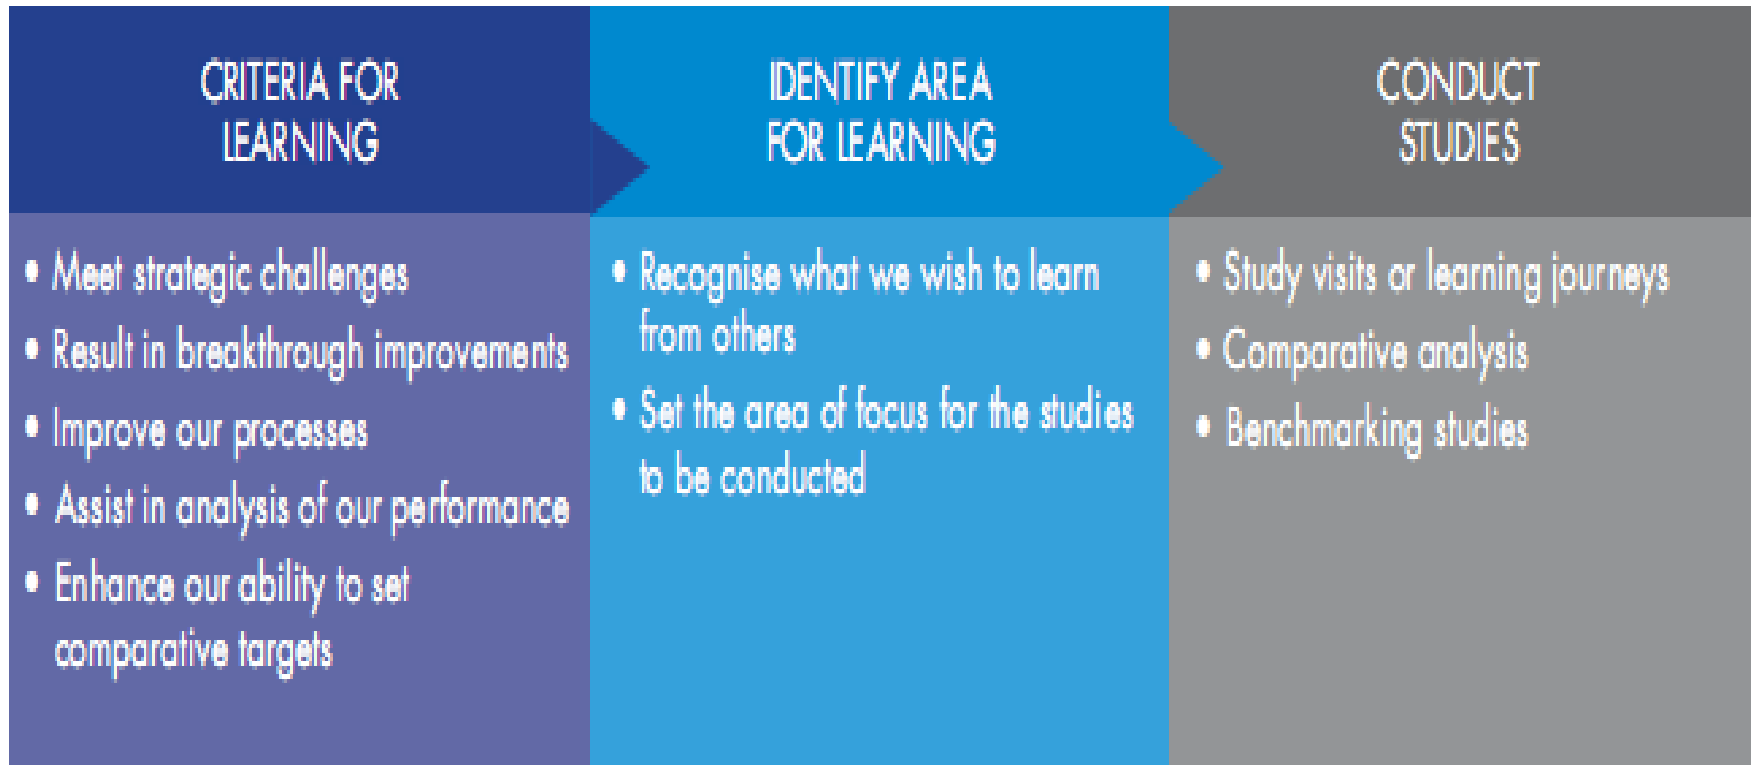 CRITERIA FOR
LEARNING
• Meet strategic challenges
• Result in breakthrough improvements
• Improve our processes
• Assist in analysis of our performance
• Enhance our ability to set
comparative targets
IDENTIFY AREA
FOR LEARNING
• Recognise what we wish to learn
from others
• Set the area of focus for the studies
to be conducted
CONDUCT
STUDIES
• Study visits or learning journeys
• Comparative analysis
• Benchmarking studies